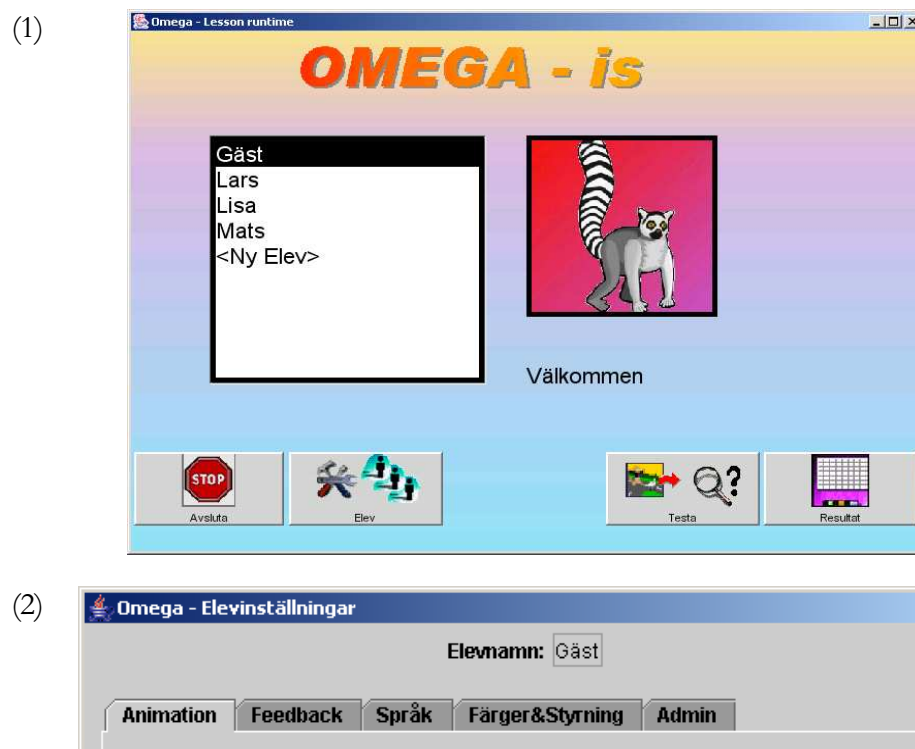 (1)
Omega - Lesson runtime
OMEGA - is
Gäst
Lars
Lisa
Mats
<Ny Elev>
Välkommen
STOP
Avsluta
Elev
?
Testa
Resultat
(2)
Omega - Elevinställningar
Elevnamn: Gäst
Animation Feedback Språk Färger&Styrning Admin